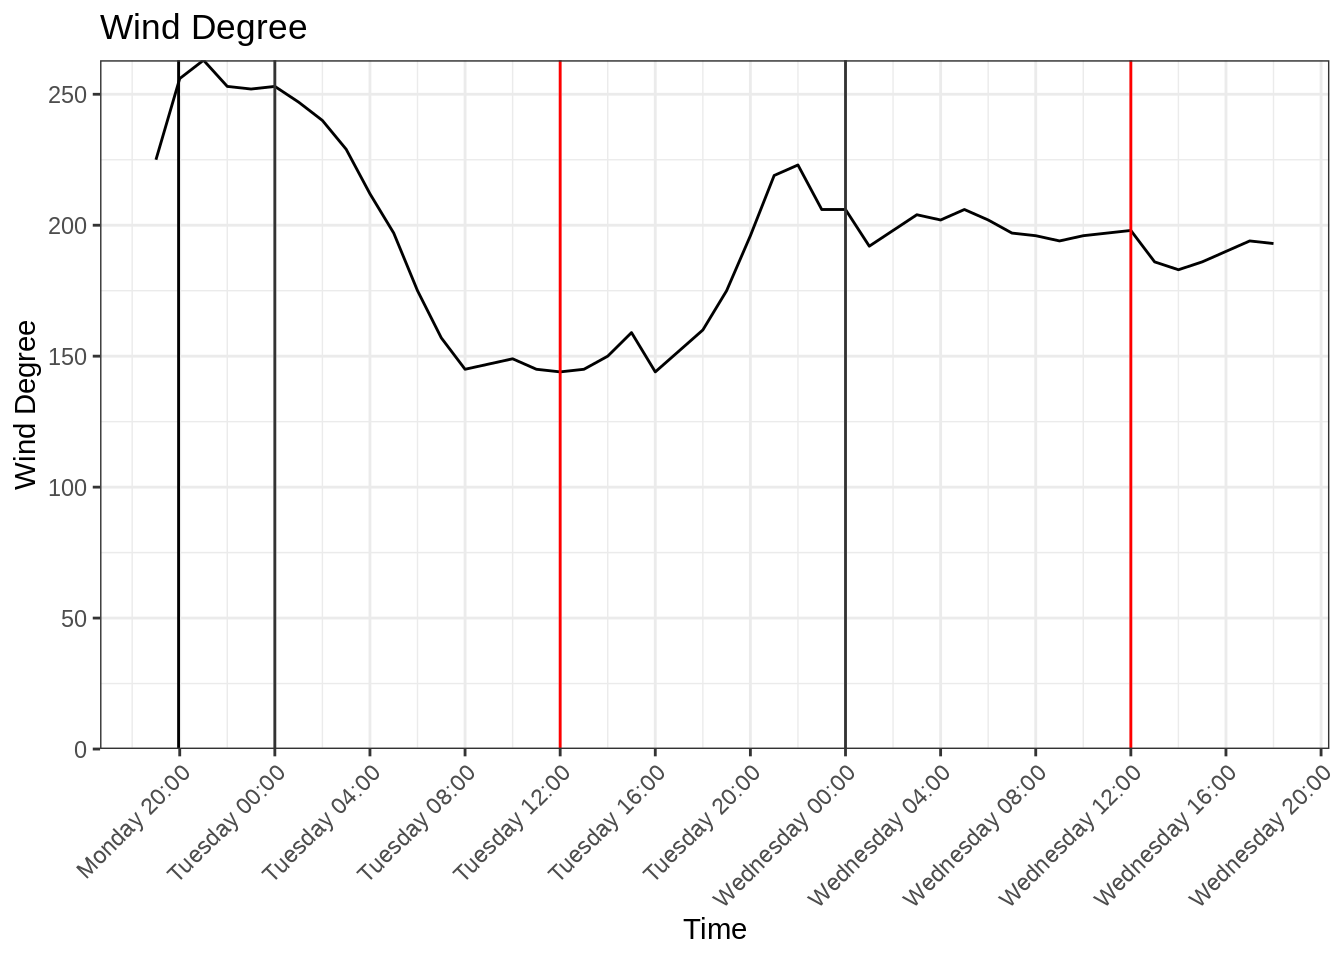 Wind Degree
Wind Degree
250
200
150
100
50
0
Monday 20:00
Tuesday 00:00
Tuesday 04:00
Tuesday 08:00
Tuesday 12:00
Tuesday 16:00
Tuesday 20:00
Wednesday 00:00
Wednesday 04:00
Wednesday 08:00
Wednesday 12:00
Wednesday 16:00
Wednesday 20:00
Time